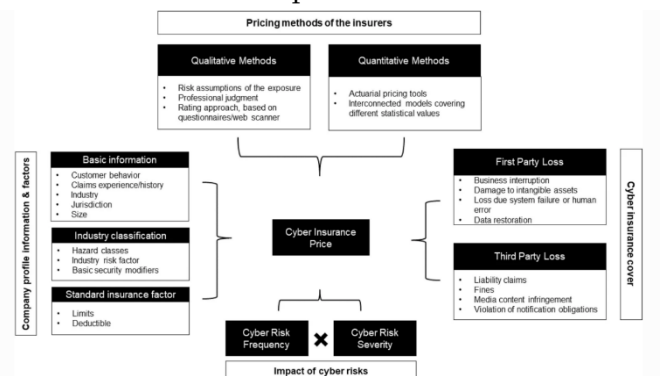 Pricing methods of the insurers
Qualitative Methods
• Risk assumptions of the exposure
• Professional judgment
• Rating approach, based on
questionnaires/web scanner
Quantitative Methods
• Actuarial pricing tools
• Interconnected models covering
different statistical values
Company profile information & factors
Basic information
• Customer behavior
• Claims experience/history
• Industry
• Jurisdiction
• Size
Industry classification
• Hazard classes
• Industry risk factor
• Basic security modifiers
Standard insurance factor
• Limits
• Deductible
Cyber Insurance
Price
First Party Loss
• Business interruption
• Damage to intangible assets
• Loss due system failure or human
error
• Data restoration
Third Party Loss
• Liability claims
• Fines
• Media content infringement
• Violation of notification obligations
Cyber insurance cover
Cyber Risk
Frequency
×
Cyber Risk
Severity
Impact of cyber risks